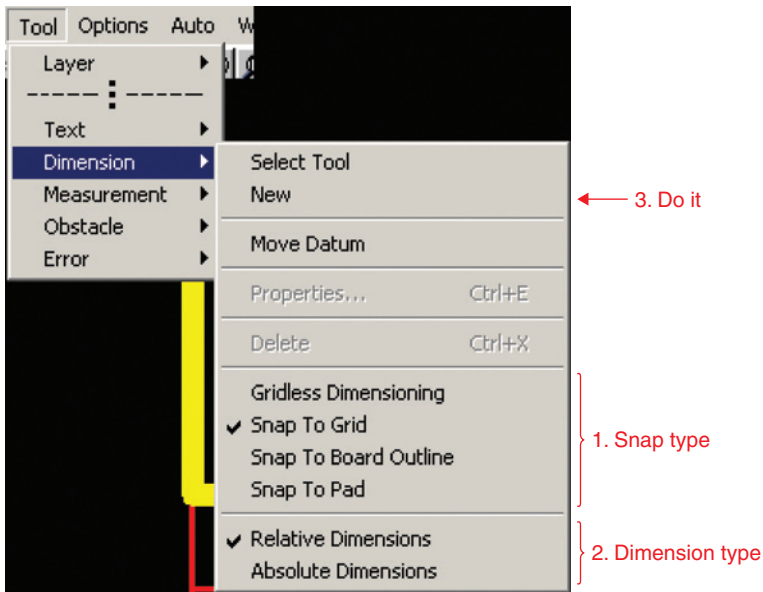 Tool Options Auto
Layer
Text
Dimension
Measurement
Obstacle
Error
Select Tool
New
Move Datum
Properties... Ctrl+E
Delete Ctrl+X
Gridless Dimensioning
Snap To Grid
Snap To Board Outline
Snap To Pad
Relative Dimensions
Absolute Dimensions
3. Do it
1. Snap type
2. Dimension type